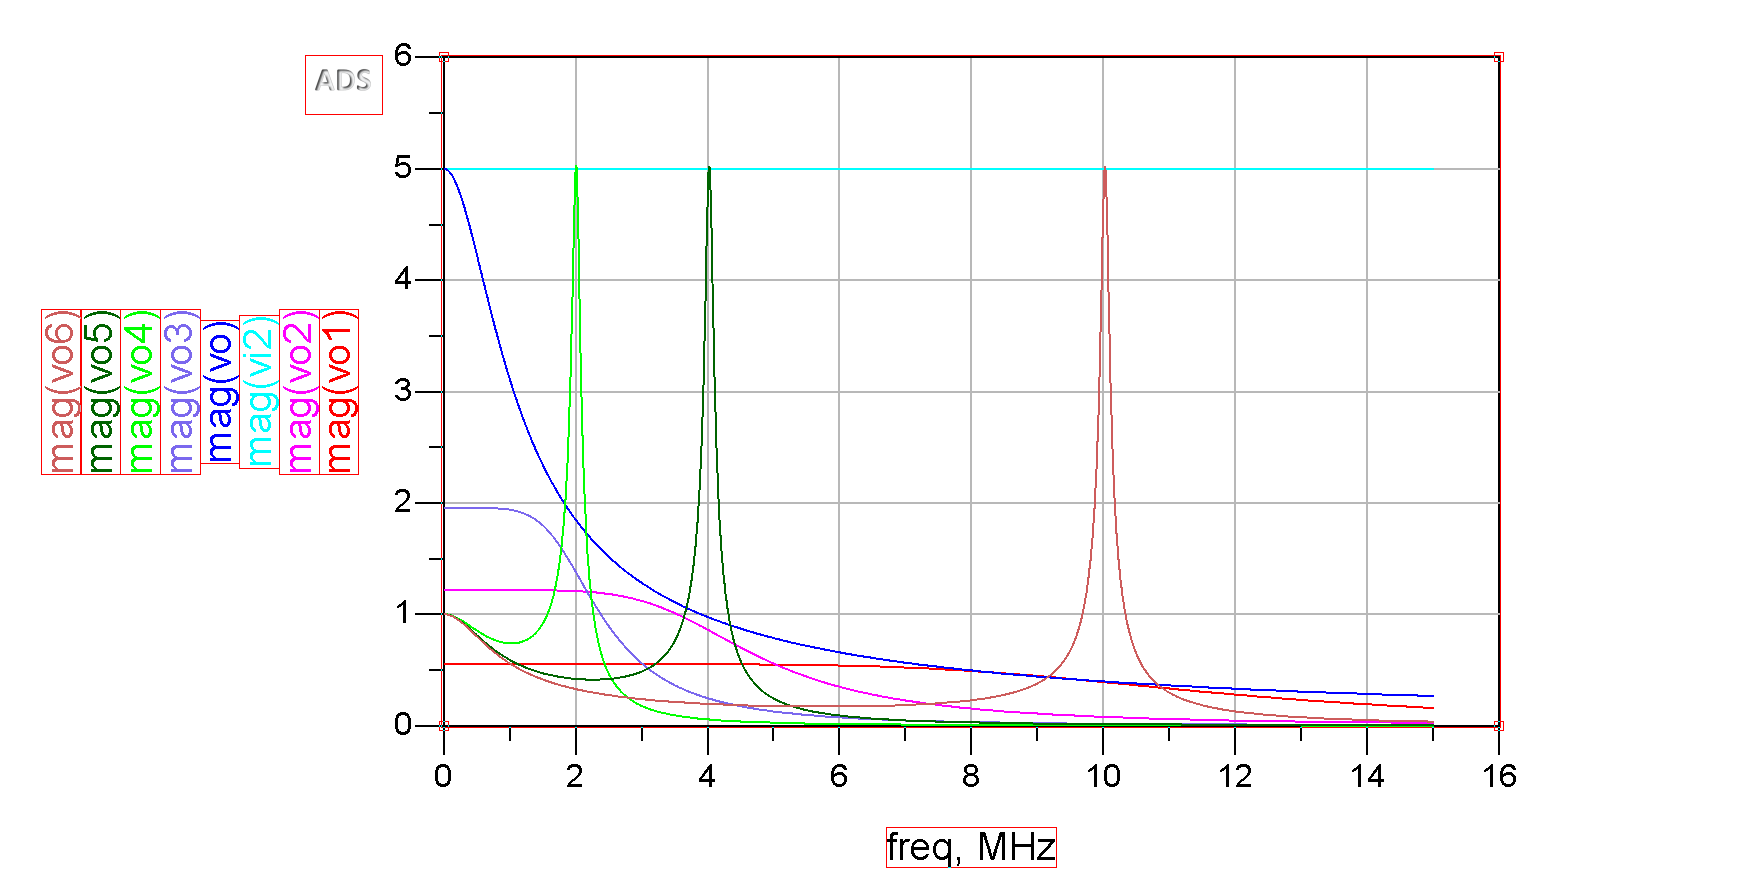 ADS
6
5
4
3
2
1
0
mag(vo6)
mag(vo5)
mag(vo4)
mag(vo3)
mag(vo)
mag(vi2)
mag(vo2)
mag(vo1)
0 2 4 6 8 10 12 14 16
freq, MHz